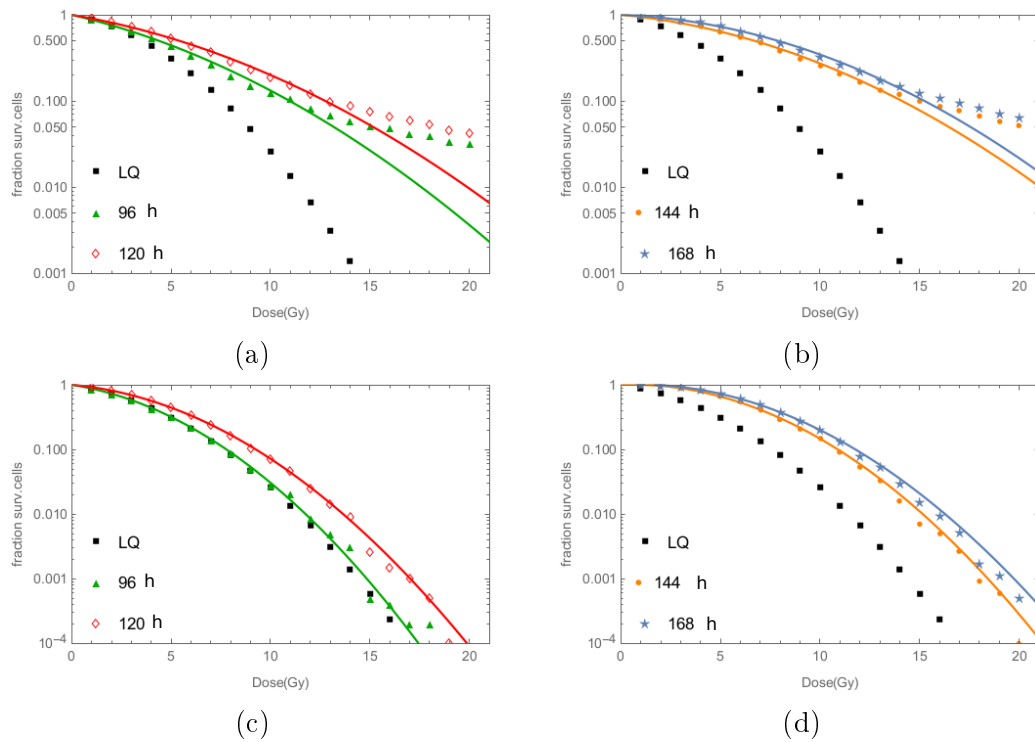 1
0.500
0.100
0.050
0.010
0.005
0.001
fraction surv.cells
LQ
96 h
120 h
0 5 10 15 20
Dose(Gy)
(a)
1
0.500
0.100
0.050
0.010
0.005
0.001
fraction surv.cells
LQ
144 h
168 h
0 5 10 15 20
Dose(Gy)
(b)
1
0.100
0.010
0.001
10⁻⁴
fraction surv.cells
LQ
96 h
120 h
0 5 10 15 20
Dose(Gy)
(c)
1
0.100
0.010
0.001
10⁻⁴
fraction surv.cells
LQ
144 h
168 h
0 5 10 15 20
Dose(Gy)
(d)